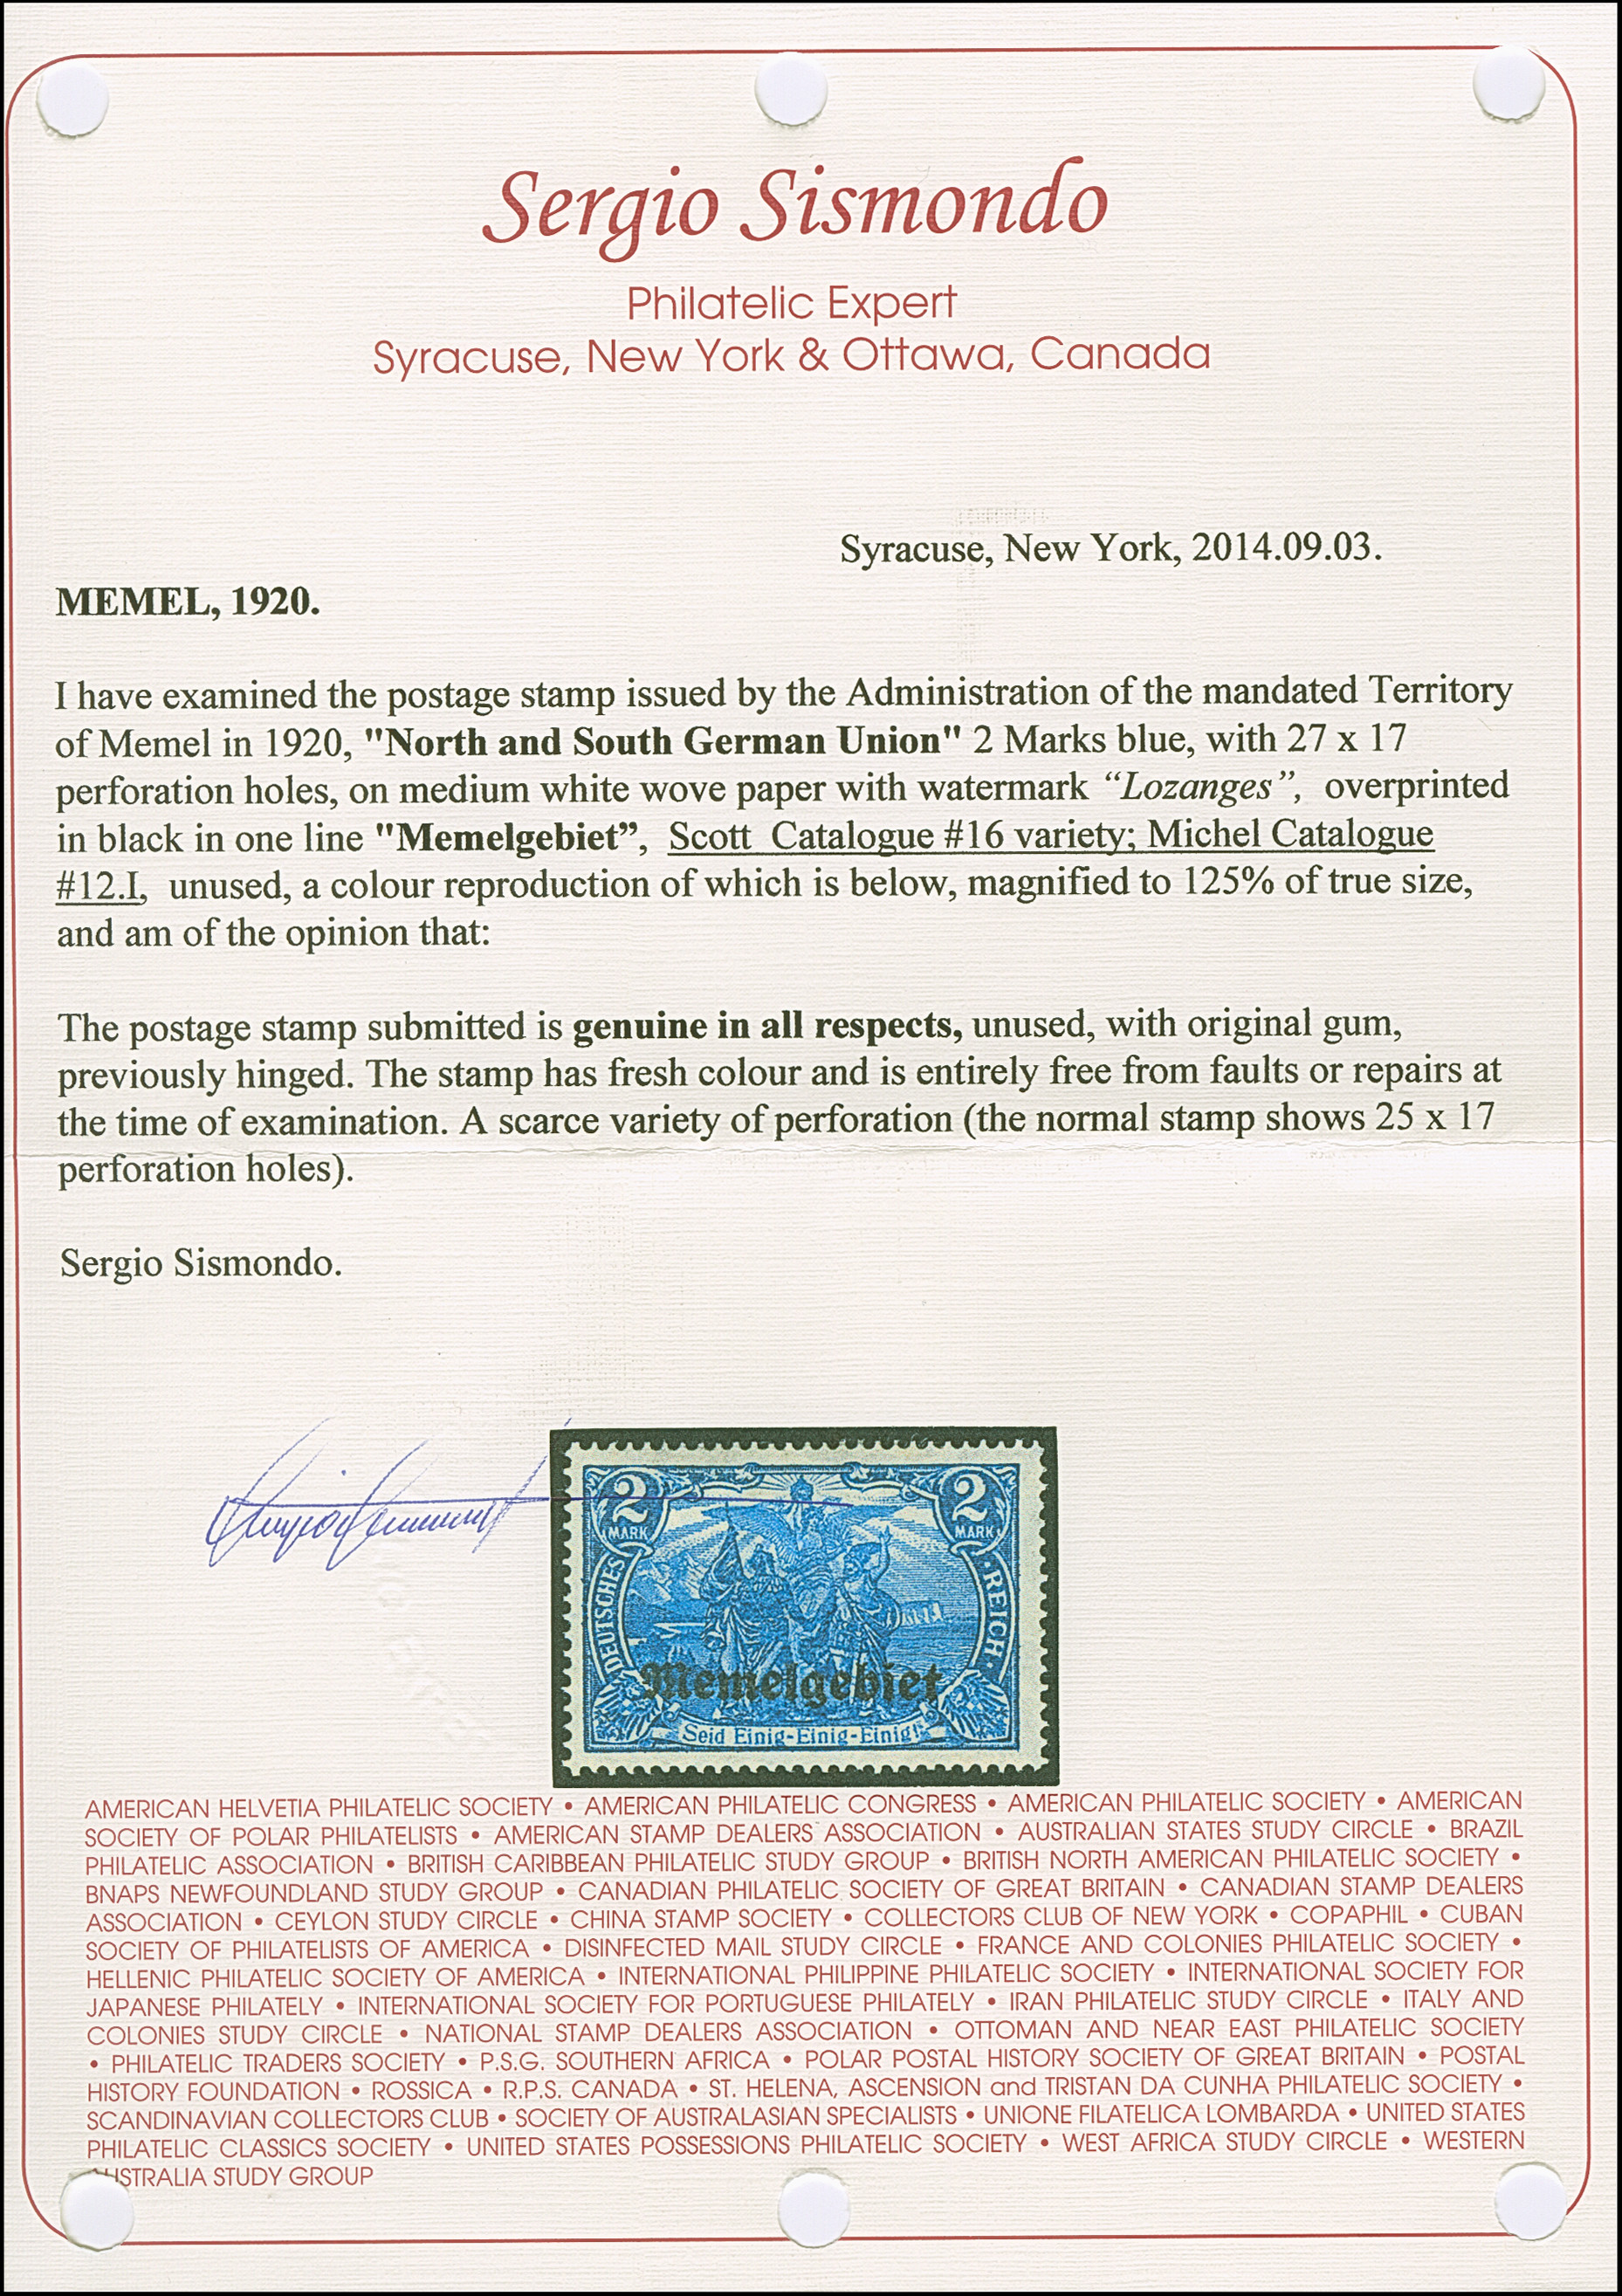 Sergio Sismondo
Philatelic Expert
Syracuse, New York & Ottawa, Canada
Syracuse, New York, 2014.09.03.
MEMEL, 1920.
I have examined the postage stamp issued by the Administration of the mandated Territory
of Memel in 1920, "North and South German Union" 2 Marks blue, with 27 x 17
perforation holes, on medium white wove paper with watermark “Lozanges”, overprinted
in black in one line "Memelgebiet”, Scott Catalogue #16 variety; Michel Catalogue
#12.I, unused, a colour reproduction of which is below, magnified to 125% of true size,
and am of the opinion that:
The postage stamp submitted is genuine in all respects, unused, with original gum,
previously hinged. The stamp has fresh colour and is entirely free from faults or repairs at
the time of examination. A scarce variety of perforation (the normal stamp shows 25 x 17
perforation holes).
Sergio Sismondo.
2 MARK
2 MARK
DEUTSCHES
REICH
Memelgebiet
Seid Einig-Einig-Einig!
AMERICAN HELVETIA PHILATELIC SOCIETY • AMERICAN PHILATELIC CONGRESS • AMERICAN PHILATELIC SOCIETY • AMERICAN
SOCIETY OF POLAR PHILATELISTS • AMERICAN STAMP DEALERS ASSOCIATION • AUSTRALIAN STATES STUDY CIRCLE • BRAZIL
PHILATELIC ASSOCIATION • BRITISH CARIBBEAN PHILATELIC STUDY GROUP • BRITISH NORTH AMERICAN PHILATELIC SOCIETY •
BNAPS NEWFOUNDLAND STUDY GROUP • CANADIAN PHILATELIC SOCIETY OF GREAT BRITAIN • CANADIAN STAMP DEALERS
ASSOCIATION • CEYLON STUDY CIRCLE • CHINA STAMP SOCIETY • COLLECTORS CLUB OF NEW YORK • COPAPHIL • CUBAN
SOCIETY OF PHILATELISTS OF AMERICA • DISINFECTED MAIL STUDY CIRCLE • FRANCE AND COLONIES PHILATELIC SOCIETY •
HELLENIC PHILATELIC SOCIETY OF AMERICA • INTERNATIONAL PHILIPPINE PHILATELIC SOCIETY • INTERNATIONAL SOCIETY FOR
JAPANESE PHILATELY • INTERNATIONAL SOCIETY FOR PORTUGUESE PHILATELY • IRAN PHILATELIC STUDY CIRCLE • ITALY AND
COLONIES STUDY CIRCLE • NATIONAL STAMP DEALERS ASSOCIATION • OTTOMAN AND NEAR EAST PHILATELIC SOCIETY
• PHILATELIC TRADERS SOCIETY • P.S.G. SOUTHERN AFRICA • POLAR POSTAL HISTORY SOCIETY OF GREAT BRITAIN • POSTAL
HISTORY FOUNDATION • ROSSICA • R.P.S. CANADA • ST. HELENA, ASCENSION and TRISTAN DA CUNHA PHILATELIC SOCIETY •
SCANDINAVIAN COLLECTORS CLUB • SOCIETY OF AUSTRALASIAN SPECIALISTS • UNIONE FILATELICA LOMBARDA • UNITED STATES
PHILATELIC CLASSICS SOCIETY • UNITED STATES POSSESSIONS PHILATELIC SOCIETY • WEST AFRICA STUDY CIRCLE • WESTERN
AUSTRALIA STUDY GROUP